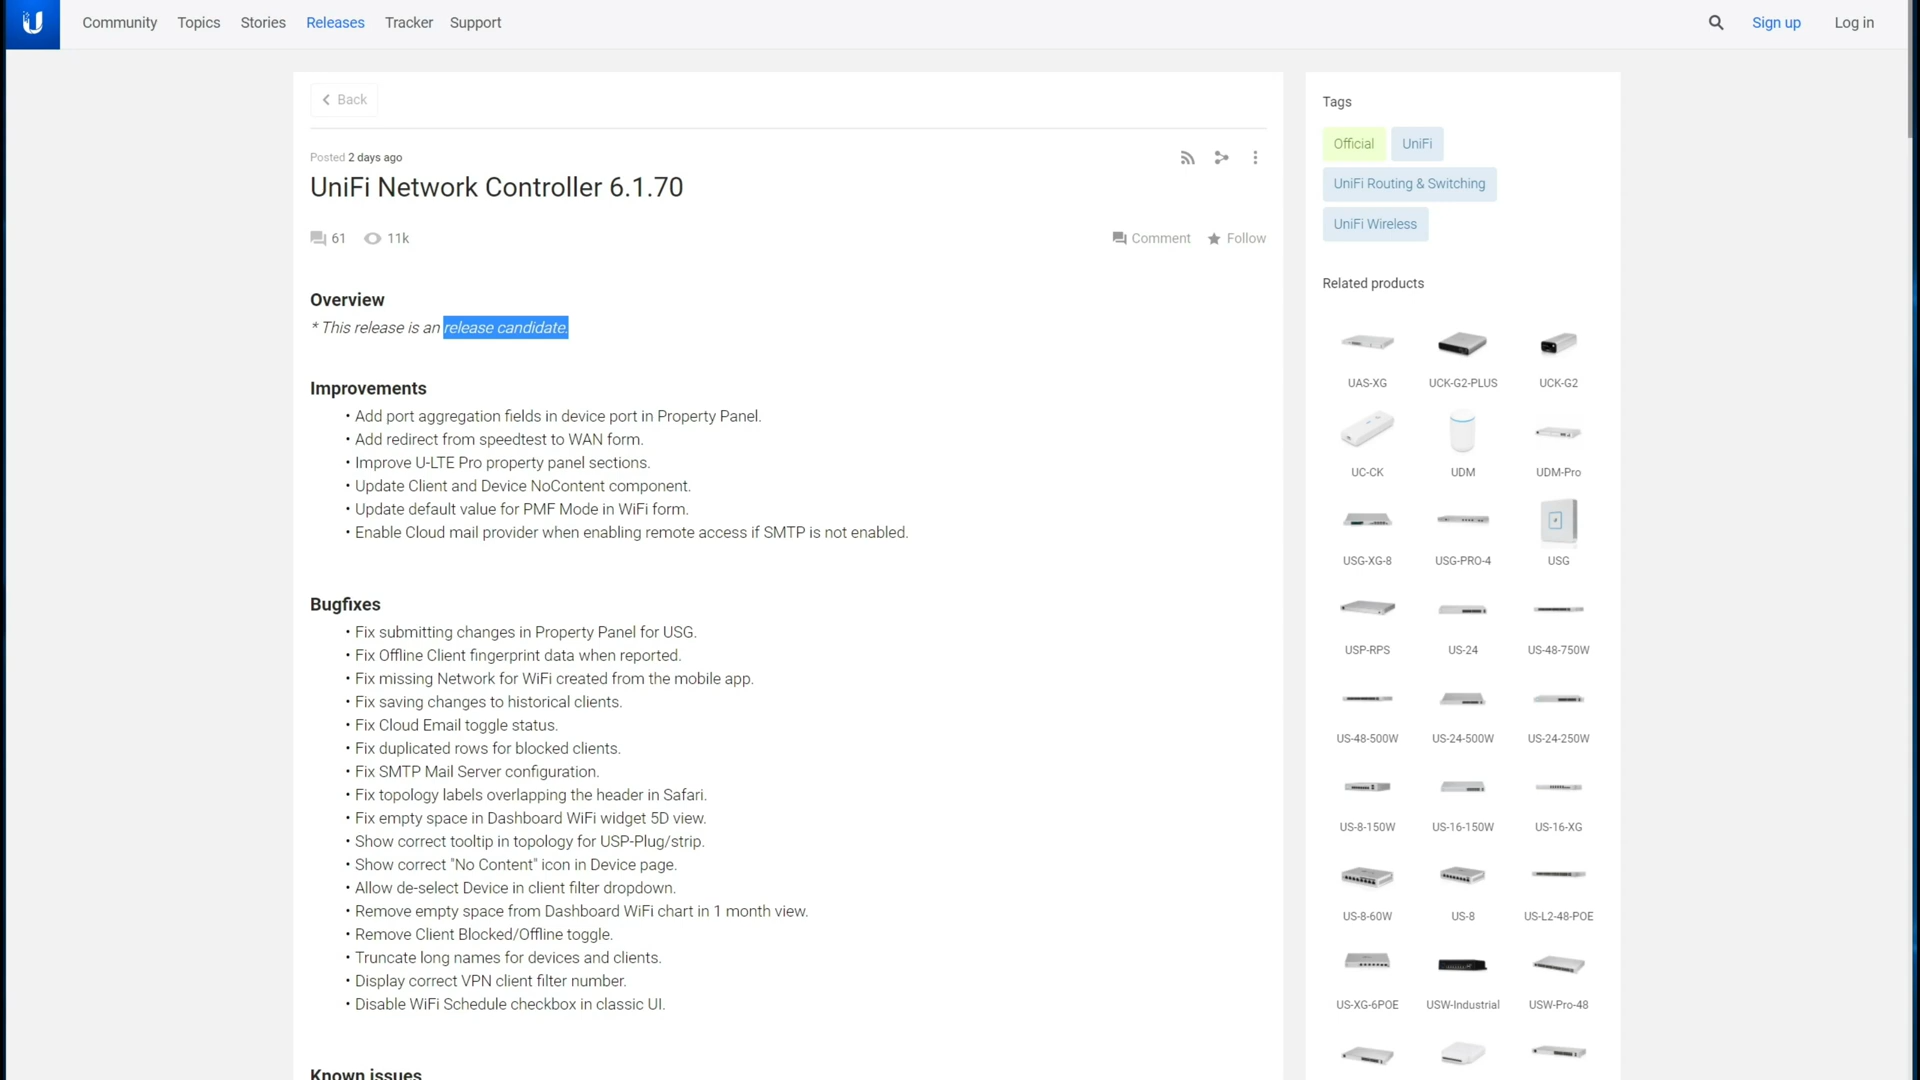 Community Topics Stories Releases Tracker Support
Sign up Log in
Back
Posted 2 days ago
UniFi Network Controller 6.1.70
61 11k
Comment Follow
Overview
* This release is an release candidate.
Improvements
• Add port aggregation fields in device port in Property Panel.
• Add redirect from speedtest to WAN form.
• Improve U-LTE Pro property panel sections.
• Update Client and Device NoContent component.
• Update default value for PMF Mode in WiFi form.
• Enable Cloud mail provider when enabling remote access if SMTP is not enabled.
Bugfixes
• Fix submitting changes in Property Panel for USG.
• Fix Offline Client fingerprint data when reported.
• Fix missing Network for WiFi created from the mobile app.
• Fix saving changes to historical clients.
• Fix Cloud Email toggle status.
• Fix duplicated rows for blocked clients.
• Fix SMTP Mail Server configuration.
• Fix topology labels overlapping the header in Safari.
• Fix empty space in Dashboard WiFi widget 5D view.
• Show correct tooltip in topology for USP-Plug/strip.
• Show correct "No Content" icon in Device page.
• Allow de-select Device in client filter dropdown.
• Remove empty space from Dashboard WiFi chart in 1 month view.
• Remove Client Blocked/Offline toggle.
• Truncate long names for devices and clients.
• Display correct VPN client filter number.
• Disable WiFi Schedule checkbox in classic UI.
Known issues
Tags
Official UniFi
UniFi Routing & Switching
UniFi Wireless
Related products
UAS-XG UCK-G2-PLUS UCK-G2
UC-CK UDM UDM-Pro
USG-XG-8 USG-PRO-4 USG
USP-RPS US-24 US-48-750W
US-48-500W US-24-500W US-24-250W
US-8-150W US-16-150W US-16-XG
US-8-60W US-8 US-L2-48-POE
US-XG-6POE USW-Industrial USW-Pro-48